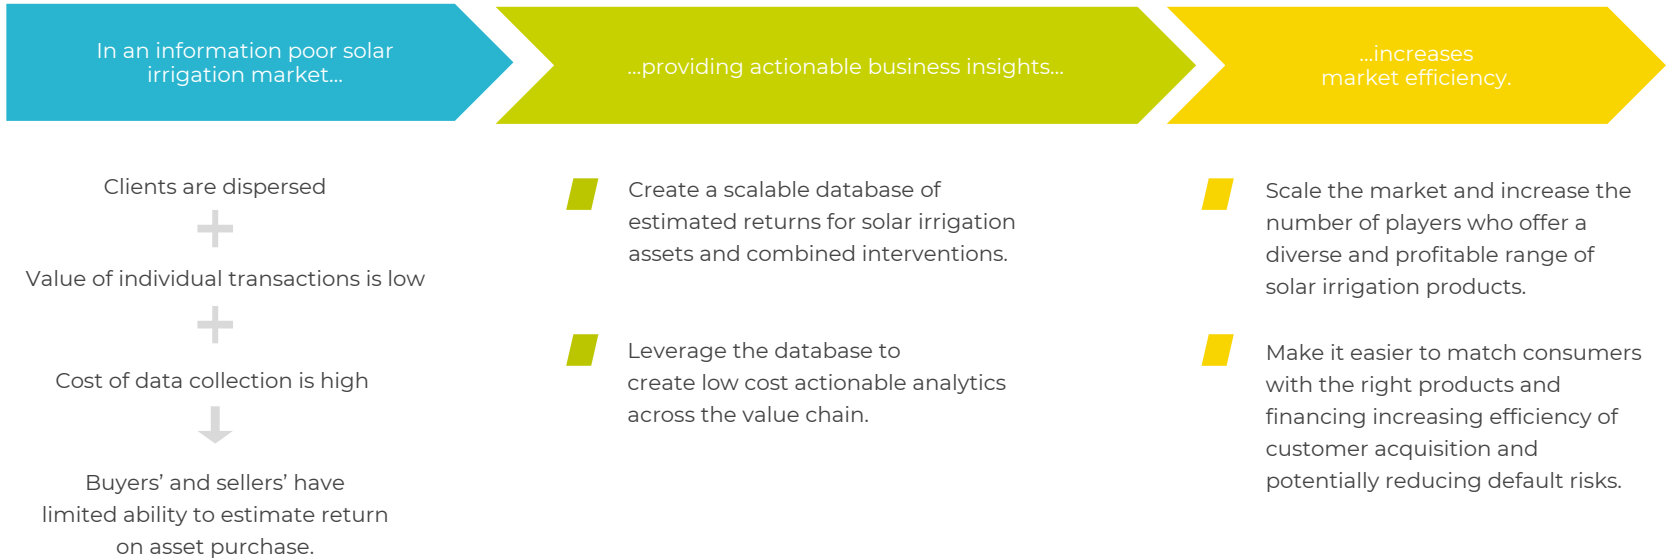 In an information poor solar
irrigation market...
...providing actionable business insights...
...increases
market efficiency.
Clients are dispersed
Value of individual transactions is low
Cost of data collection is high
Buyers’ and sellers’ have
limited ability to estimate return
on asset purchase.
Create a scalable database of
estimated returns for solar irrigation
assets and combined interventions.
Leverage the database to
create low cost actionable analytics
across the value chain.
Scale the market and increase the
number of players who offer a
diverse and profitable range of
solar irrigation products.
Make it easier to match consumers
with the right products and
financing increasing efficiency of
customer acquisition and
potentially reducing default risks.